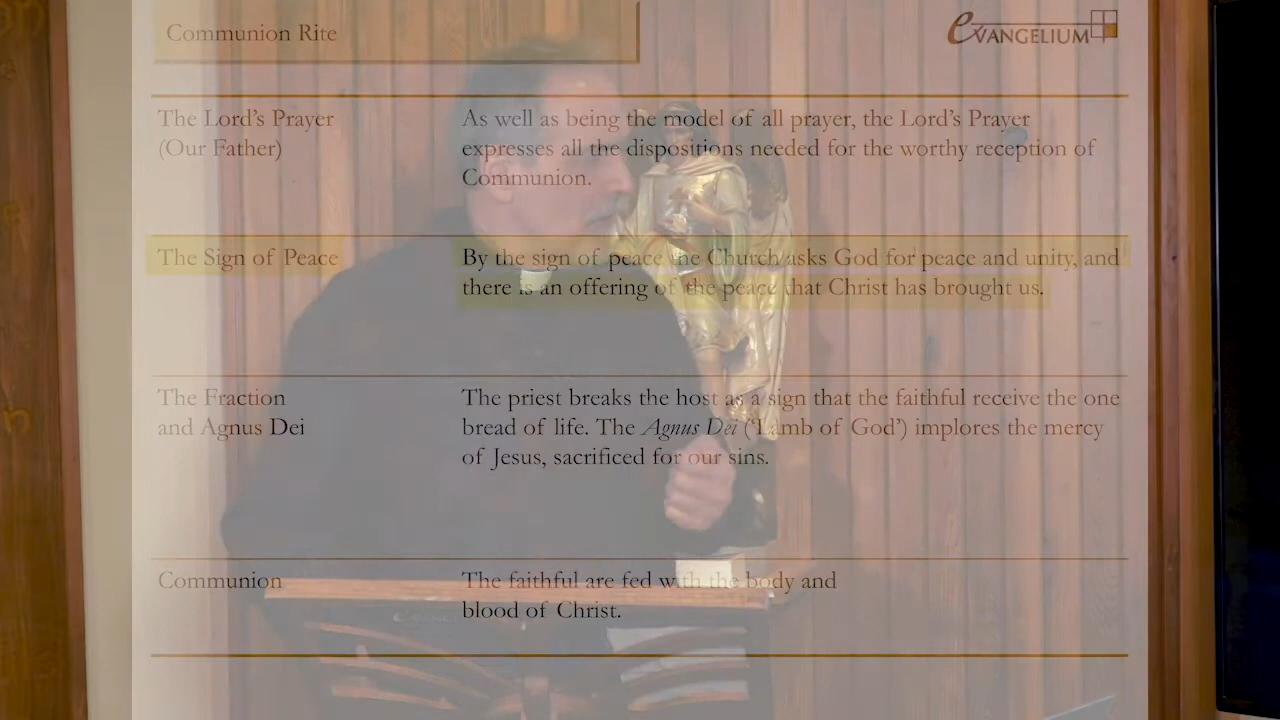 Communion Rite
eVANGELIUM
The Lord's Prayer
(Our Father)
As well as being the model of all prayer, the Lord's Prayer
expresses all the dispositions needed for the worthy reception of
Communion.
The Sign of Peace
By the sign of peace the Church asks God for peace and unity, and
there is an offering of the peace that Christ has brought us.
The Fraction
and Agnus Dei
The priest breaks the host as a sign that the faithful receive the one
bread of life. The Agnus Dei ('Lamb of God') implores the mercy
of Jesus, sacrificed for our sins.
Communion
The faithful are fed with the body and
blood of Christ.